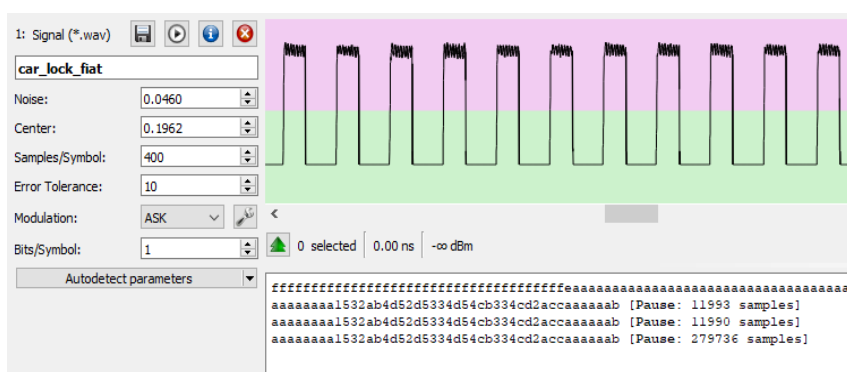 1: Signal (*.wav)
car_lock_fiat
Noise: 0.0460
Center: 0.1962
Samples/Symbol: 400
Error Tolerance: 10
Modulation: ASK
Bits/Symbol: 1
Autodetect parameters
0 selected 0.00 ns -∞ dBm
fffffffffffffffffffffffffffffffffffffeaaaaaaaaaaaaaaaaaaaaaaaaaaaaaaaaaaa
aaaaaaaa1532ab4d52d5334d54cb334cd2accaaaaaab [Pause: 11993 samples]
aaaaaaaa1532ab4d52d5334d54cb334cd2accaaaaaab [Pause: 11990 samples]
aaaaaaaa1532ab4d52d5334d54cb334cd2accaaaaaab [Pause: 279736 samples]